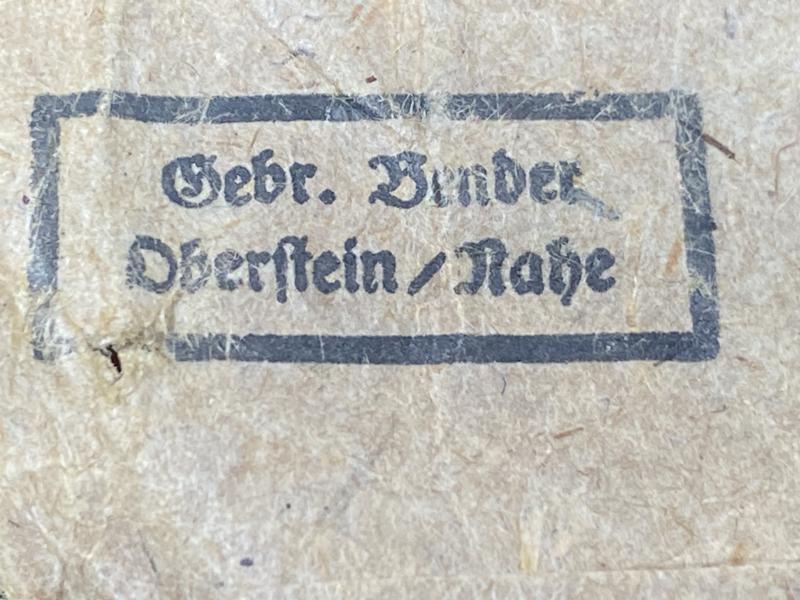 Gebr. Bender
Oberstein / Nahe